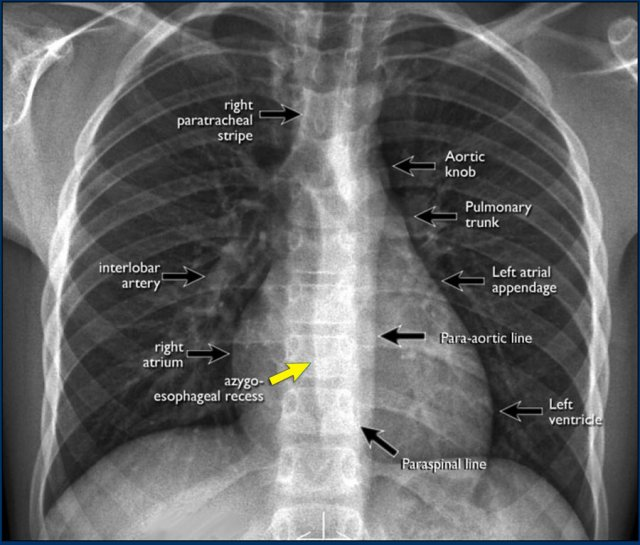 right
paratracheal
stripe
Aortic
knob
Pulmonary
trunk
interlobar
artery
Left atrial
appendage
right
atrium
Para-aortic line
azygo-
esophageal recess
Left
ventricle
Paraspinal line